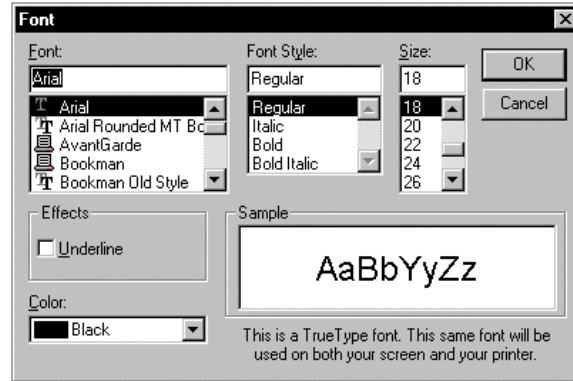 Font
Font:
Arial
Arial
Arial Rounded MT Bo
AvantGarde
Bookman
Bookman Old Style
Font Style:
Regular
Regular
Italic
Bold
Bold Italic
Size:
18
18
20
22
24
26
OK
Cancel
Effects
Underline
Color:
Black
Sample
AaBbYyZz
This is a TrueType font. This same font will be
used on both your screen and your printer.